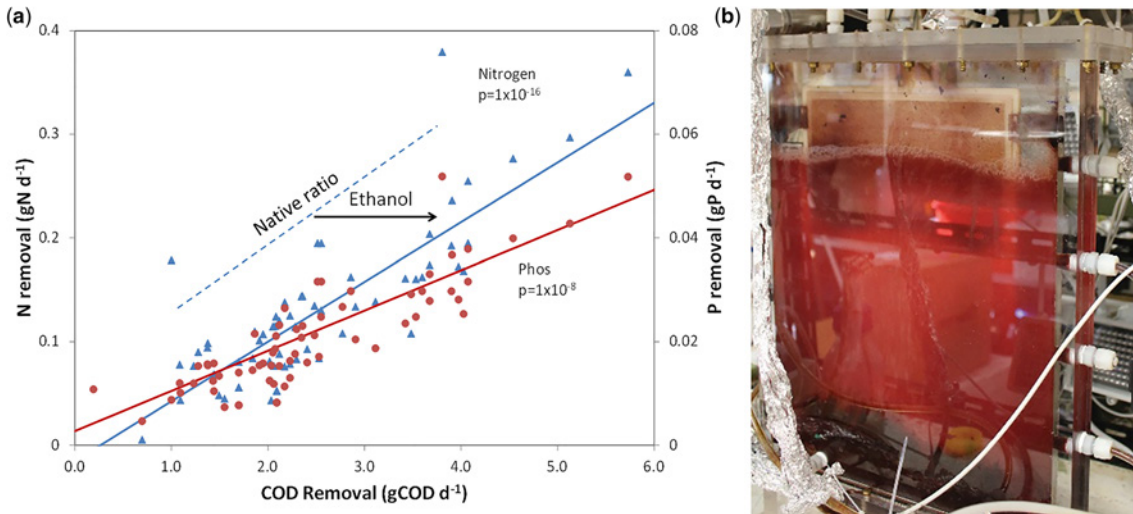 (a)
0.4
0.3
0.2
0.1
0
N removal (gN d⁻¹)
0.0
1.0
2.0
3.0
4.0
5.0
6.0
COD Removal (gCOD d⁻¹)
0.08
0.06
0.04
0.02
0
P removal (gP d⁻¹)
Nitrogen
p=1x10⁻¹⁶
Native ratio
Ethanol
Phos
p=1x10⁻⁸
(b)